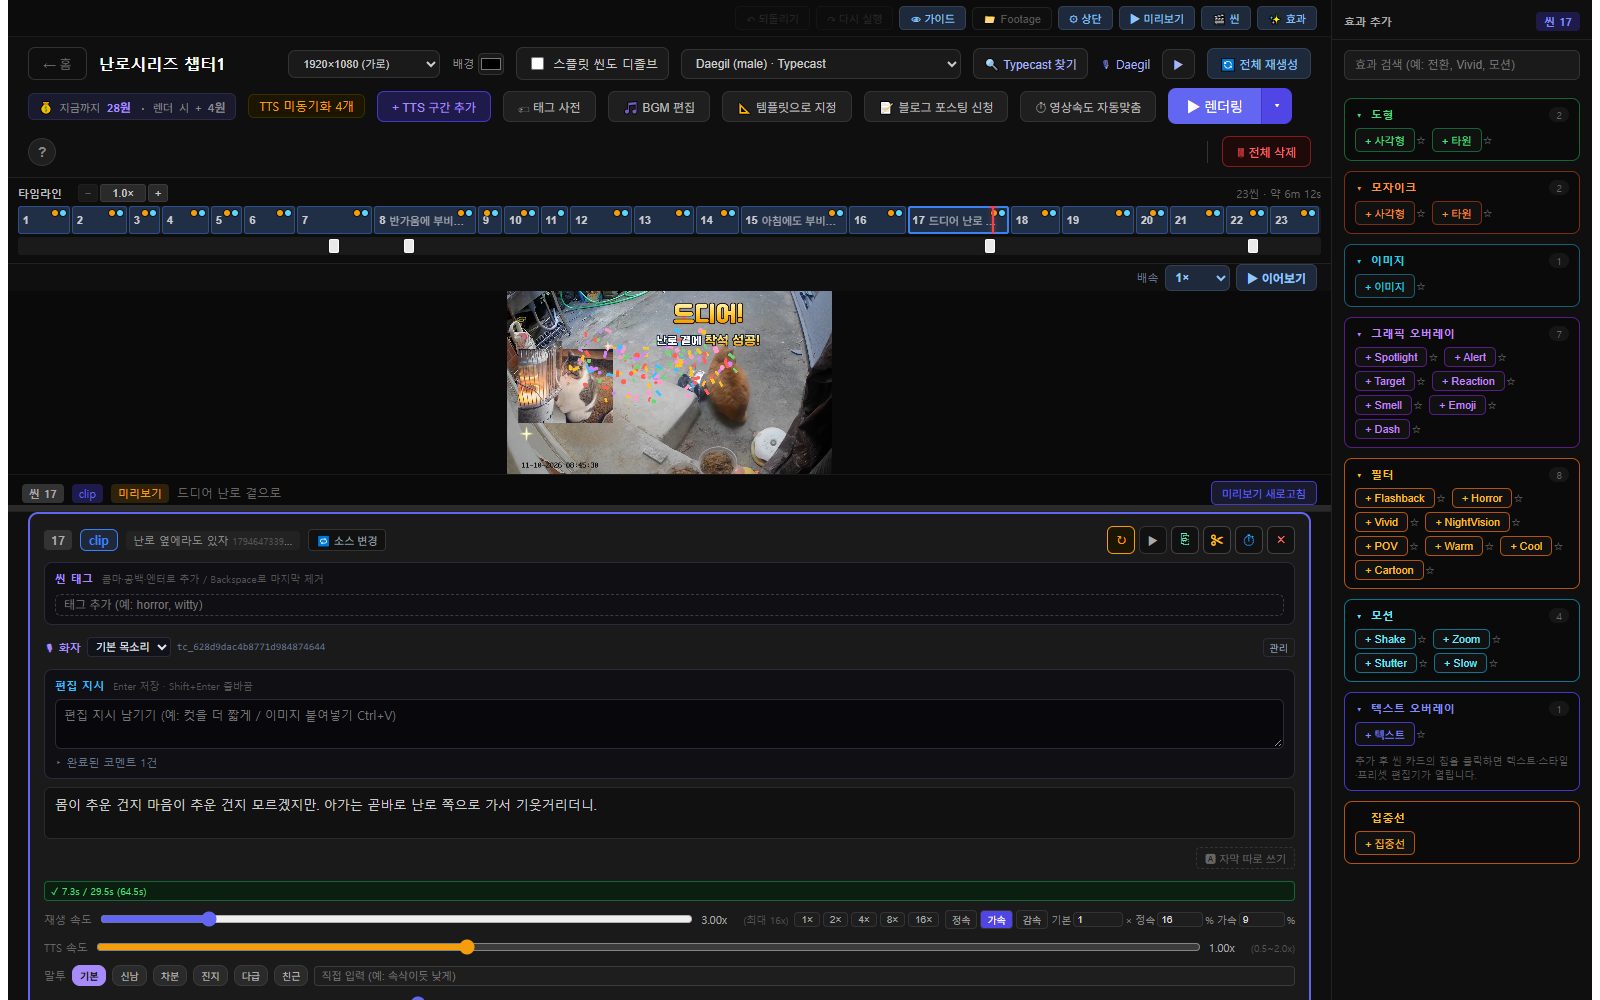 되돌리기
다시 실행
가이드
Footage
상단
미리보기
씬
효과
← 홈
난로시리즈 챕터1
1920×1080 (가로)
배경
스플릿 씬도 디졸브
Daegil (male) · Typecast
Typecast 찾기
Daegil
전체 재생성
지금까지 28원 · 렌더 시 + 4원
TTS 미동기화 4개
+ TTS 구간 추가
태그 사전
BGM 편집
템플릿으로 지정
블로그 포스팅 신청
영상속도 자동맞춤
▶ 렌더링
?
전체 삭제
타임라인
−
1.0×
+
23씬 · 약 6m 12s
1
2
3
4
5
6
7
8 반가움에 부비...
9
10
11
12
13
14
15 아침에도 부비...
16
17 드디어 난로 ...
18
19
20
21
22
23
배속
1×
▶ 이어보기
드디어!
난로 곁에 착석 성공!
11-10-2026 08:45:30
씬 17
clip
미리보기
드디어 난로 곁으로
미리보기 새로고침
17
clip
난로 옆에라도 있자 1794647339...
소스 변경
씬 태그
콤마·공백·엔터로 추가 / Backspace로 마지막 제거
태그 추가 (예: horror, witty)
화자
기본 목소리
tc_628d9dac4b8771d984874644
관리
편집 지시
Enter 저장 · Shift+Enter 줄바꿈
편집 지시 남기기 (예: 컷을 더 짧게 / 이미지 붙여넣기 Ctrl+V)
완료된 코멘트 1건
몸이 추운 건지 마음이 추운 건지 모르겠지만. 아가는 곧바로 난로 쪽으로 가서 기웃거리더니.
자막 따로 쓰기
✓ 7.3s / 29.5s (64.5s)
재생 속도
3.00x
(최대 16x)
1×
2×
4×
8×
16×
정속
가속
감속
기본 1 × 정속 16 % 가속 9 %
TTS 속도
1.00x
(0.5~2.0x)
말투
기본
신남
차분
진지
다급
친근
직접 입력 (예: 속삭이듯 낮게)
효과 추가
씬 17
효과 검색 (예: 전환, Vivid, 모션)
도형
2
+ 사각형
+ 타원
모자이크
2
+ 사각형
+ 타원
이미지
1
+ 이미지
그래픽 오버레이
7
+ Spotlight
+ Alert
+ Target
+ Reaction
+ Smell
+ Emoji
+ Dash
필터
8
+ Flashback
+ Horror
+ Vivid
+ NightVision
+ POV
+ Warm
+ Cool
+ Cartoon
모션
4
+ Shake
+ Zoom
+ Stutter
+ Slow
텍스트 오버레이
1
+ 텍스트
추가 후 씬 카드의 칩을 클릭하면 텍스트·스타일
·프리셋 편집기가 열립니다.
집중선
+ 집중선